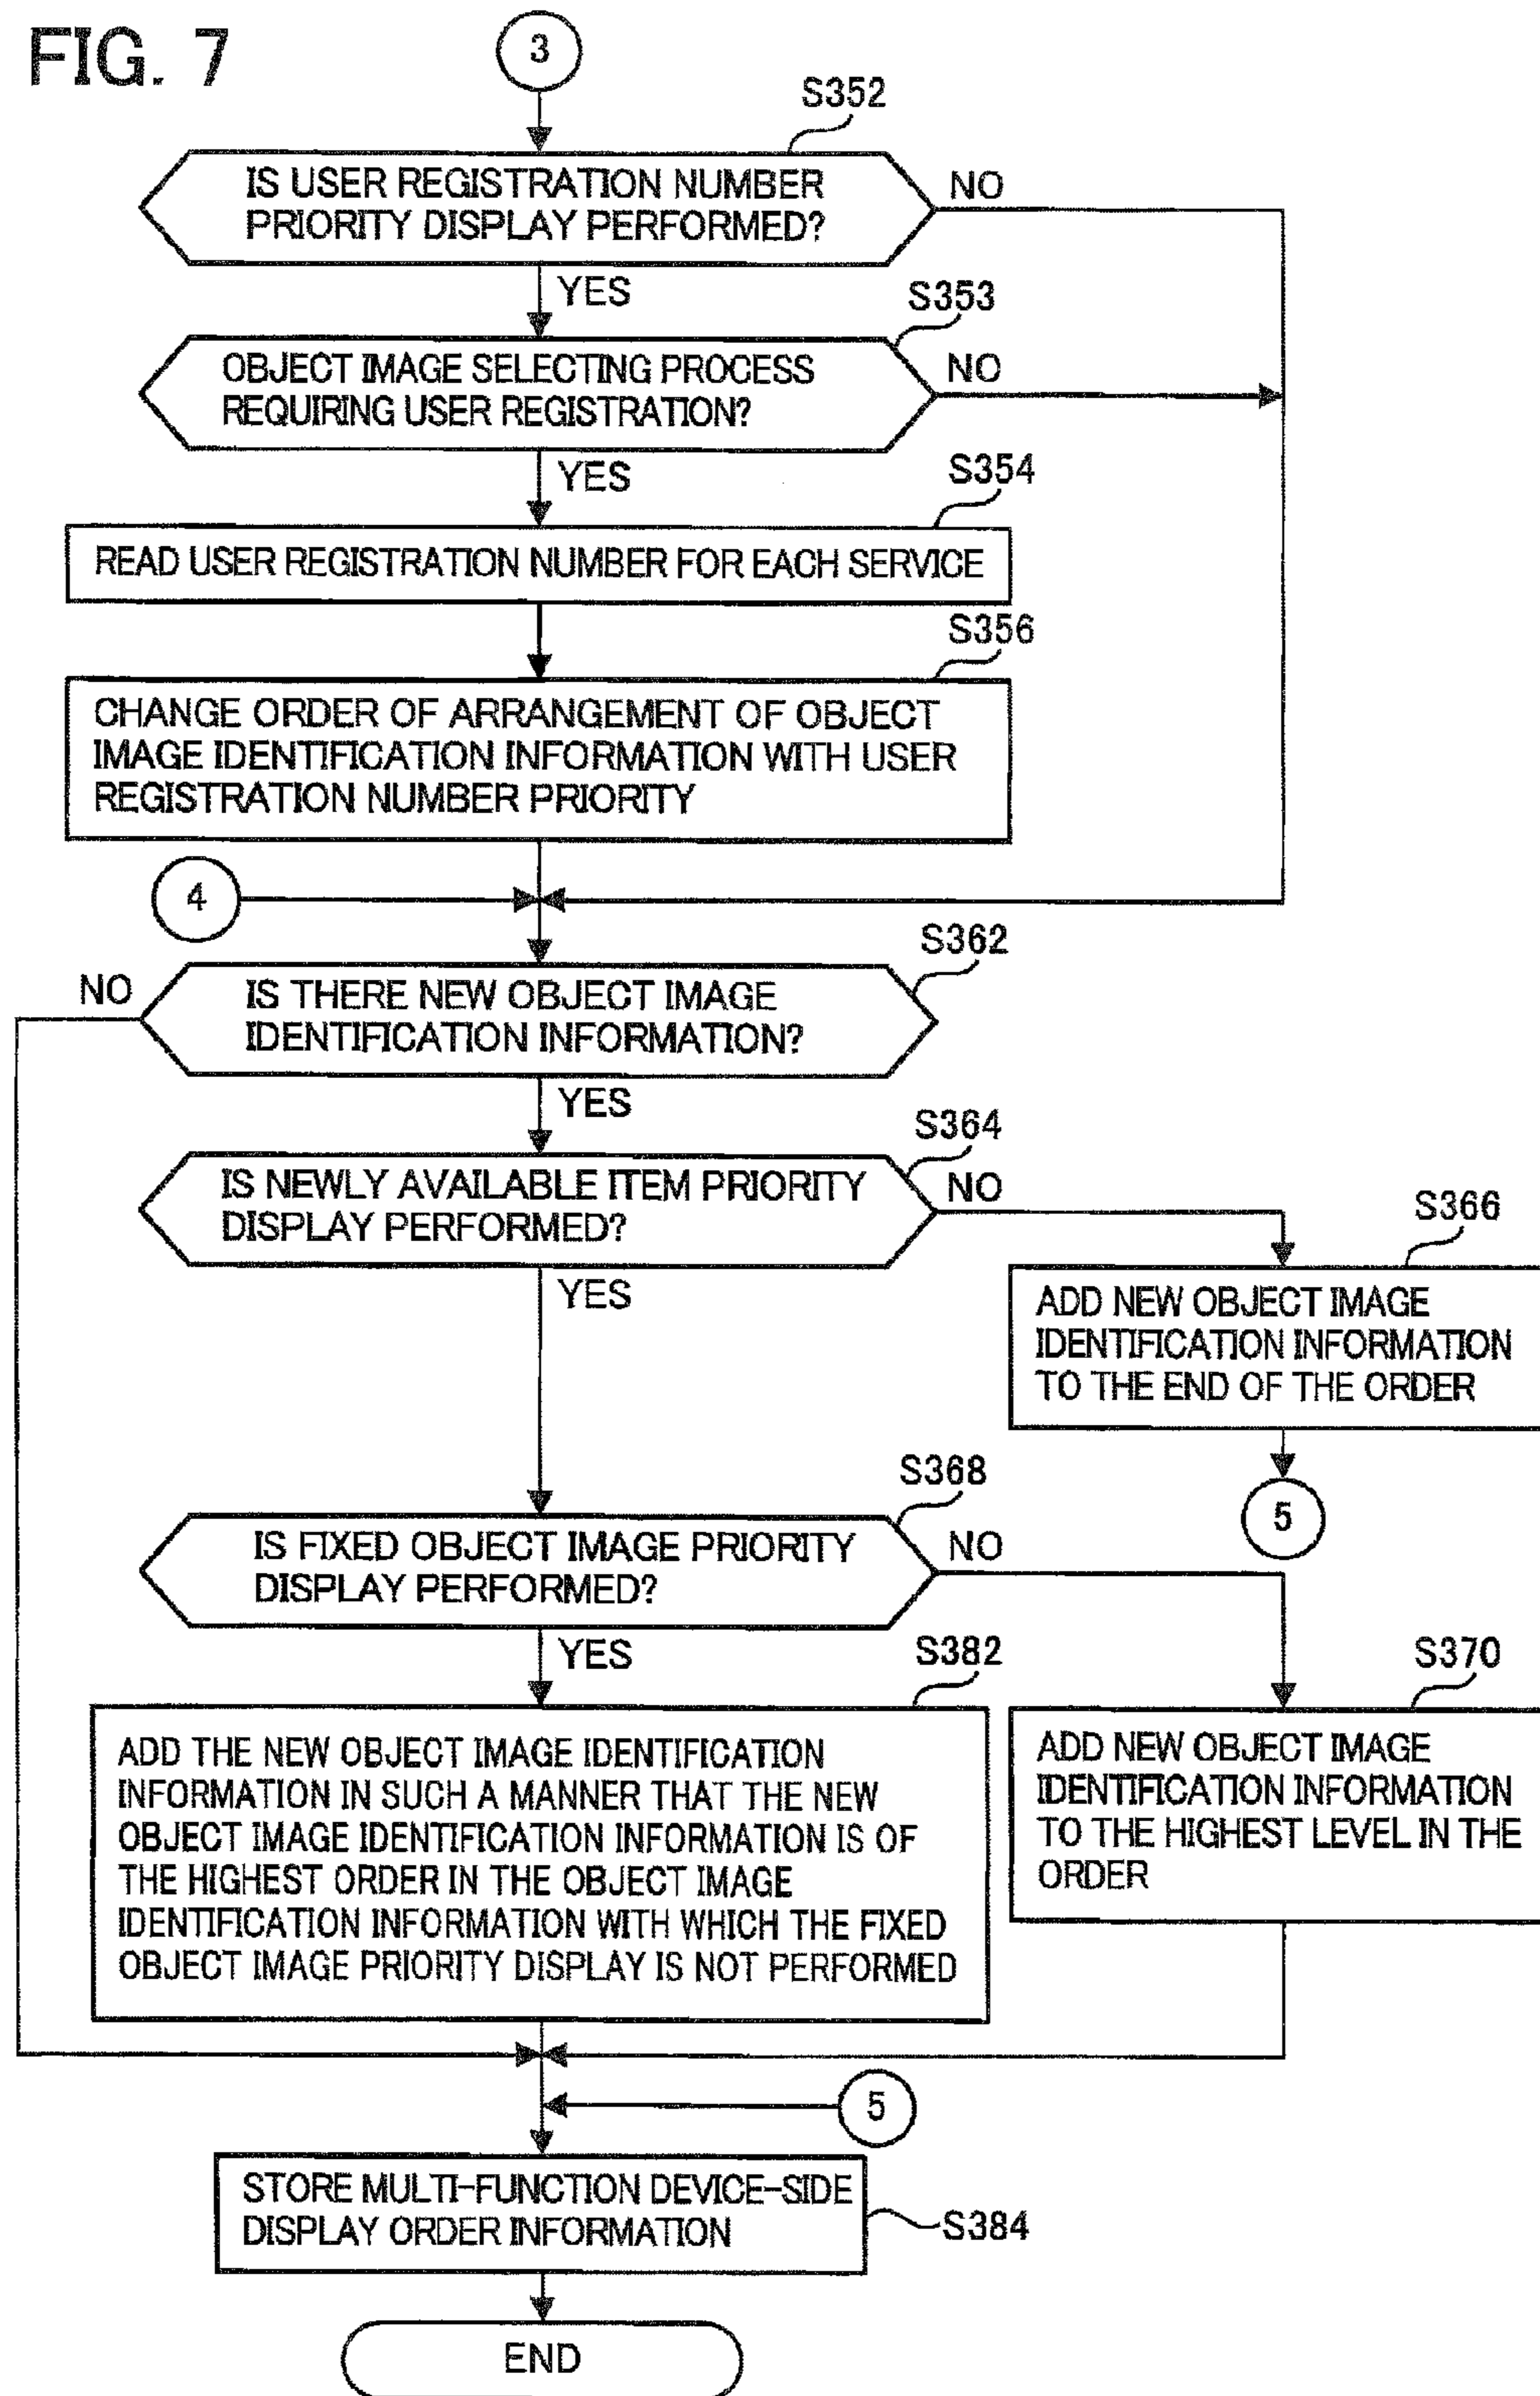 FIG. 7
3
S352
IS USER REGISTRATION NUMBER
PRIORITY DISPLAY PERFORMED?
NO
YES
S353
OBJECT IMAGE SELECTING PROCESS
REQUIRING USER REGISTRATION?
NO
YES
S354
READ USER REGISTRATION NUMBER FOR EACH SERVICE
S356
CHANGE ORDER OF ARRANGEMENT OF OBJECT
IMAGE IDENTIFICATION INFORMATION WITH USER
REGISTRATION NUMBER PRIORITY
4
S362
NO
IS THERE NEW OBJECT IMAGE
IDENTIFICATION INFORMATION?
YES
S364
IS NEWLY AVAILABLE ITEM PRIORITY
DISPLAY PERFORMED?
NO
YES
S366
ADD NEW OBJECT IMAGE
IDENTIFICATION INFORMATION
TO THE END OF THE ORDER
5
S368
IS FIXED OBJECT IMAGE PRIORITY
DISPLAY PERFORMED?
NO
YES
S382
ADD THE NEW OBJECT IMAGE IDENTIFICATION
INFORMATION IN SUCH A MANNER THAT THE NEW
OBJECT IMAGE IDENTIFICATION INFORMATION IS OF
THE HIGHEST ORDER IN THE OBJECT IMAGE
IDENTIFICATION INFORMATION WITH WHICH THE FIXED
OBJECT IMAGE PRIORITY DISPLAY IS NOT PERFORMED
S370
ADD NEW OBJECT IMAGE
IDENTIFICATION INFORMATION
TO THE HIGHEST LEVEL IN THE
ORDER
5
STORE MULTI-FUNCTION DEVICE-SIDE
DISPLAY ORDER INFORMATION
S384
END